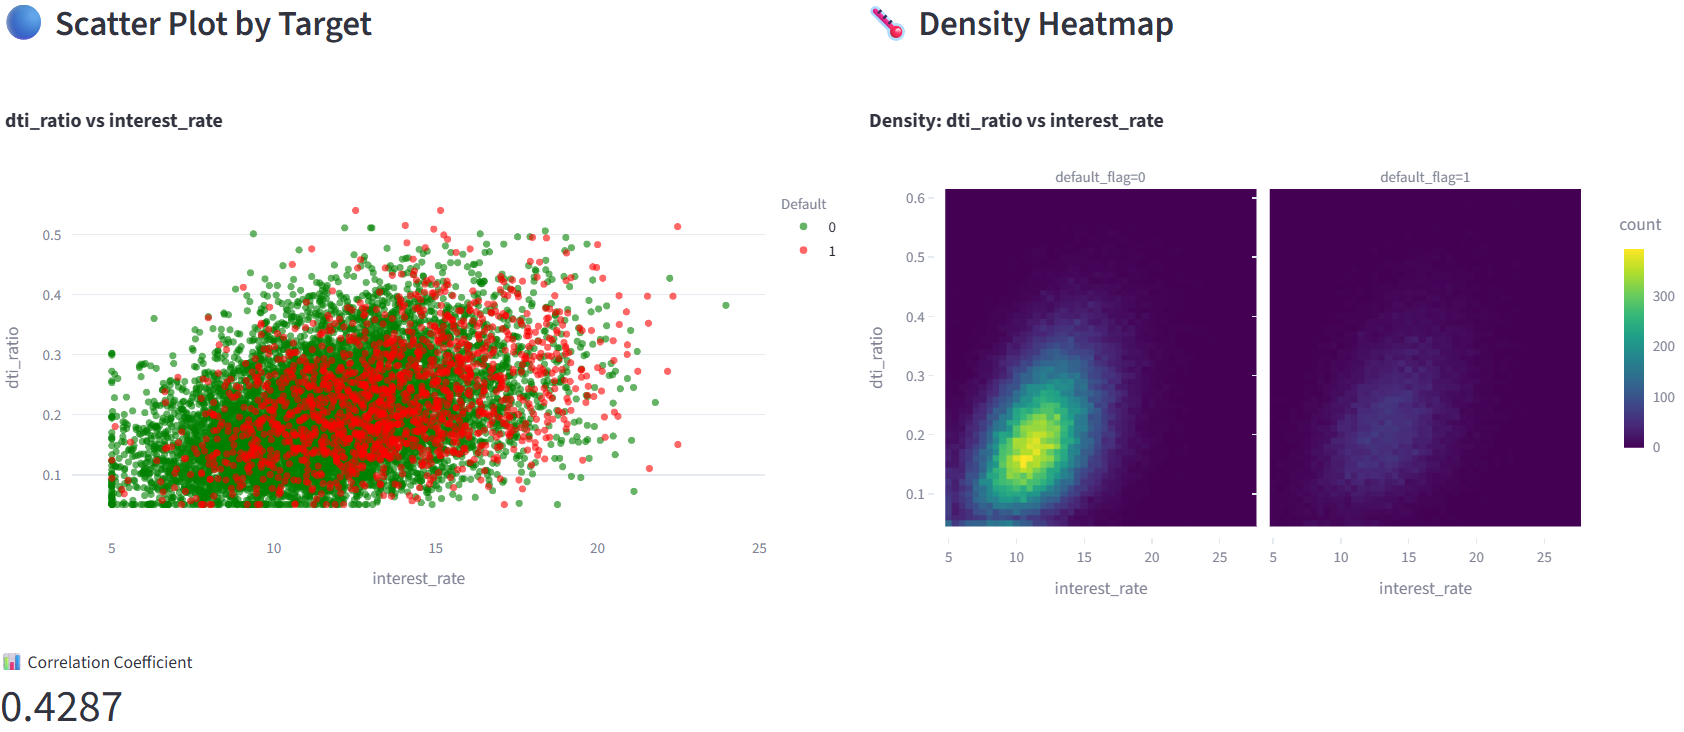 Scatter Plot by Target
dti_ratio vs interest_rate
Default
0
1
0.5
0.4
0.3
0.2
0.1
dti_ratio
5 10 15 20 25
interest_rate
Correlation Coefficient
0.4287
Density Heatmap
Density: dti_ratio vs interest_rate
default_flag=0 default_flag=1
0.6
0.5
0.4
0.3
0.2
0.1
dti_ratio
5 10 15 20 25 5 10 15 20 25
interest_rate interest_rate
count
300
200
100
0